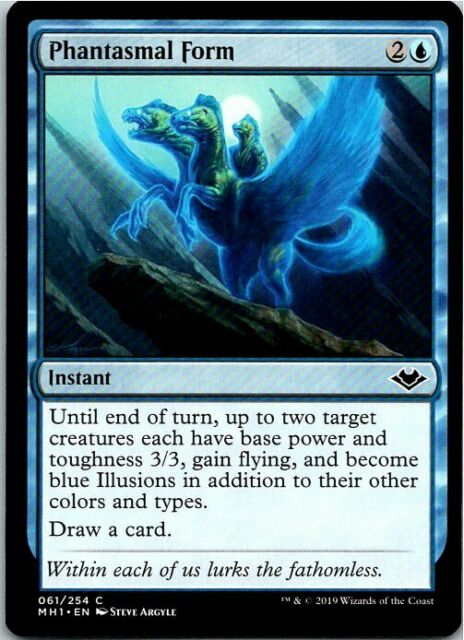 Phantasmal Form 2
Instant
Until end of turn, up to two target
creatures each have base power and
toughness 3/3, gain flying, and become
blue Illusions in addition to their other
colors and types.
Draw a card.
Within each of us lurks the fathomless.
061/254 C
™ & © 2019 Wizards of the Coast
MH1 • EN Steve Argyle